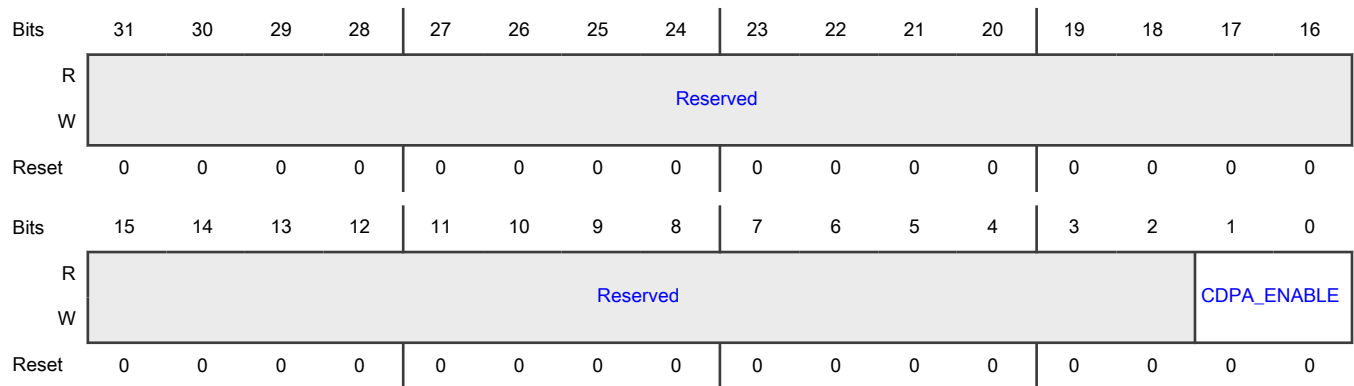 Bits 31 30 29 28 27 26 25 24 23 22 21 20 19 18 17 16
R
Reserved
W
Reset 0 0 0 0 0 0 0 0 0 0 0 0 0 0 0 0
Bits 15 14 13 12 11 10 9 8 7 6 5 4 3 2 1 0
R
Reserved CDPA_ENABLE
W
Reset 0 0 0 0 0 0 0 0 0 0 0 0 0 0 0 0